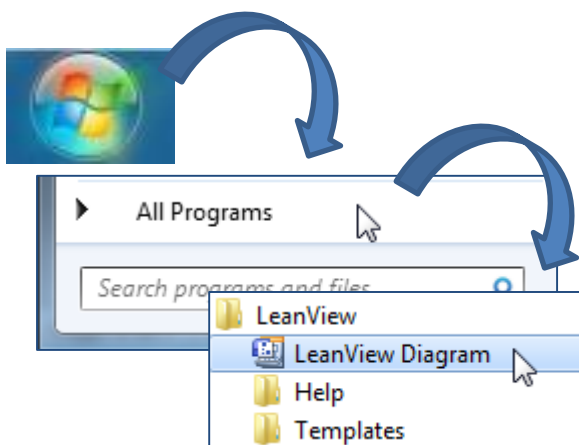 All Programs
Search programs and files
LeanView
LeanView Diagram
Help
Templates